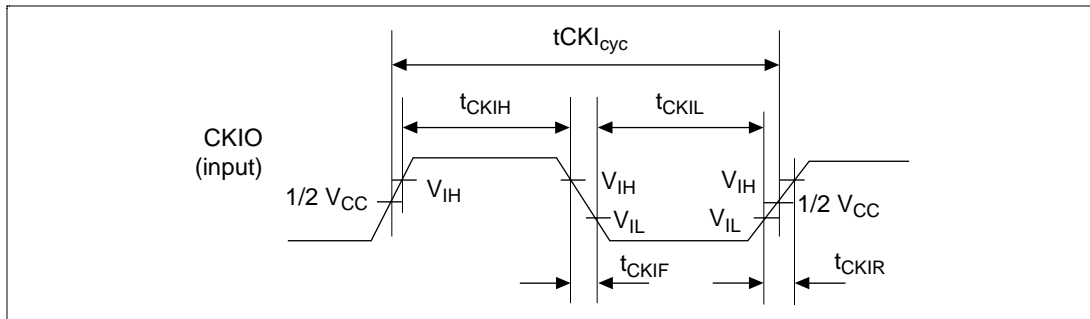 tCKIcyc
tCKIH
tCKIL
CKIO
(input)
VIH
VIH
VIH
1/2 VCC
1/2 VCC
VIL
VIL
tCKIF
tCKIR